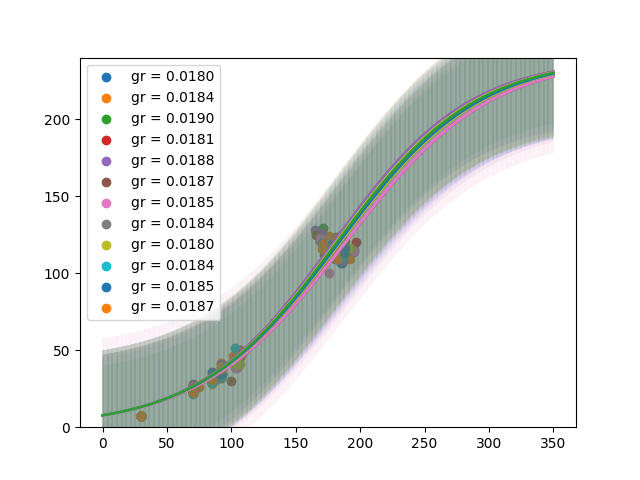 gr = 0.0180
gr = 0.0184
gr = 0.0190
gr = 0.0181
gr = 0.0188
gr = 0.0187
gr = 0.0185
gr = 0.0184
gr = 0.0180
gr = 0.0184
gr = 0.0185
gr = 0.0187
200
150
100
50
0
0 50 100 150 200 250 300 350